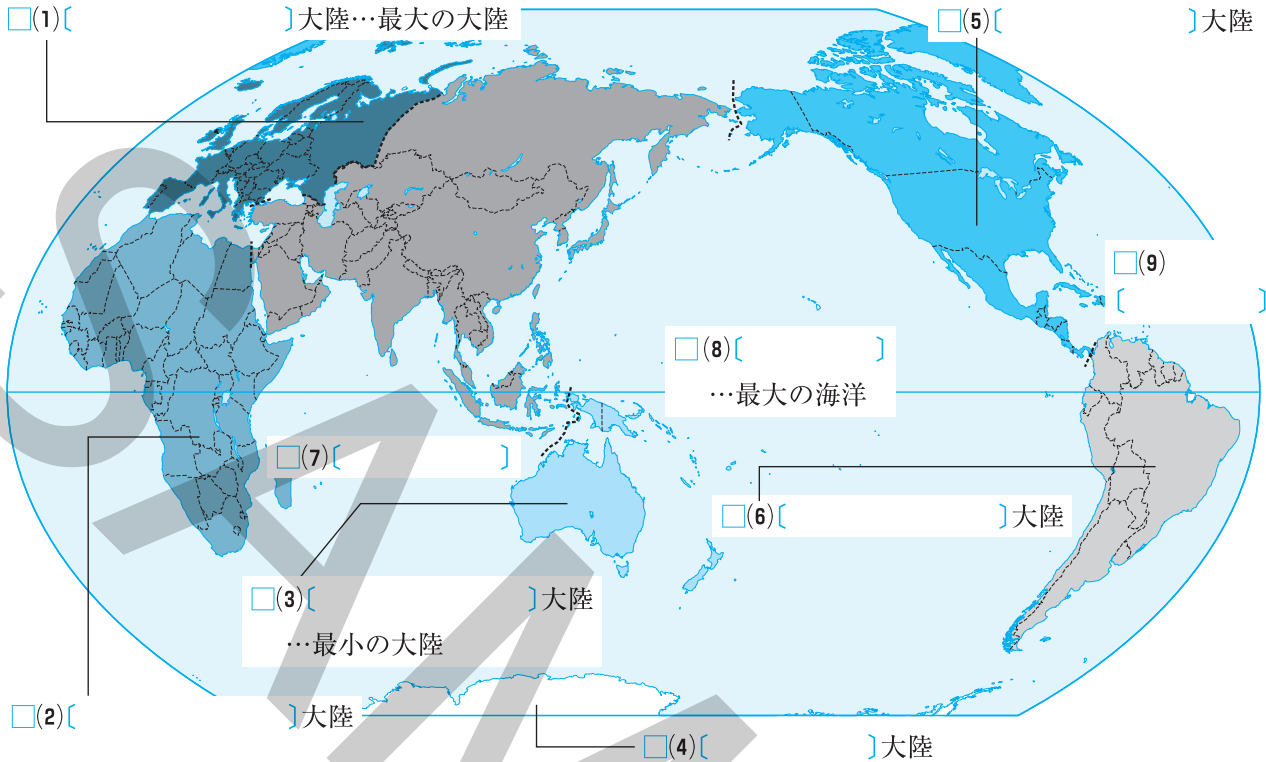 □(1)〔　　　〕大陸…最大の大陸
□(5)〔　　　〕大陸
□(9)
〔　　　〕
□(8)〔　　　〕
…最大の海洋
□(7)〔　　　〕
□(6)〔　　　〕大陸
□(3)〔　　　〕大陸
…最小の大陸
□(2)〔　　　〕大陸
□(4)〔　　　〕大陸